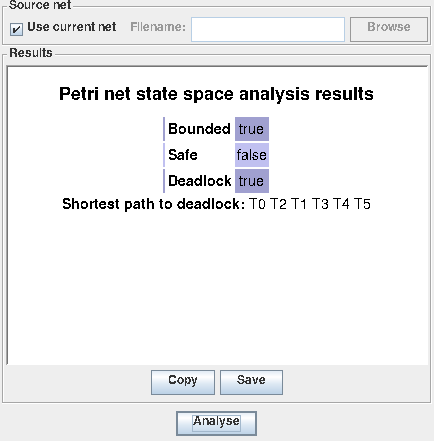 Source net
Use current net Filename: Browse
Results
Petri net state space analysis results
Bounded true
Safe false
Deadlock true
Shortest path to deadlock: T0 T2 T1 T3 T4 T5
Copy Save
Analyse